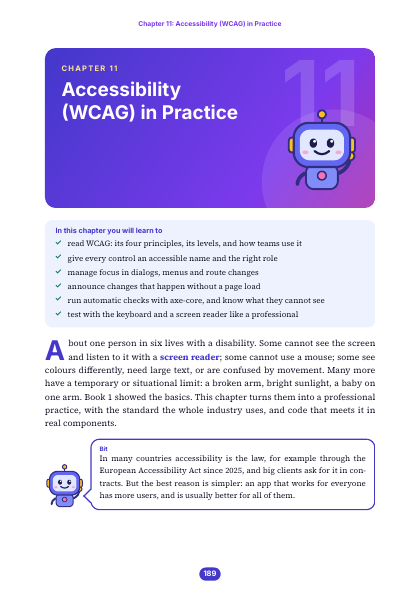 Chapter 11: Accessibility (WCAG) in Practice
CHAPTER 11
11
Accessibility
(WCAG) in Practice
In this chapter you will learn to
✓ read WCAG: its four principles, its levels, and how teams use it
✓ give every control an accessible name and the right role
✓ manage focus in dialogs, menus and route changes
✓ announce changes that happen without a page load
✓ run automatic checks with axe-core, and know what they cannot see
✓ test with the keyboard and a screen reader like a professional
About one person in six lives with a disability. Some cannot see the screen
and listen to it with a screen reader; some cannot use a mouse; some see
colours differently, need large text, or are confused by movement. Many more
have a temporary or situational limit: a broken arm, bright sunlight, a baby on
one arm. Book 1 showed the basics. This chapter turns them into a professional
practice, with the standard the whole industry uses, and code that meets it in
real components.
Bit
In many countries accessibility is the law, for example through the
European Accessibility Act since 2025, and big clients ask for it in con-
tracts. But the best reason is simpler: an app that works for everyone
has more users, and is usually better for all of them.
189